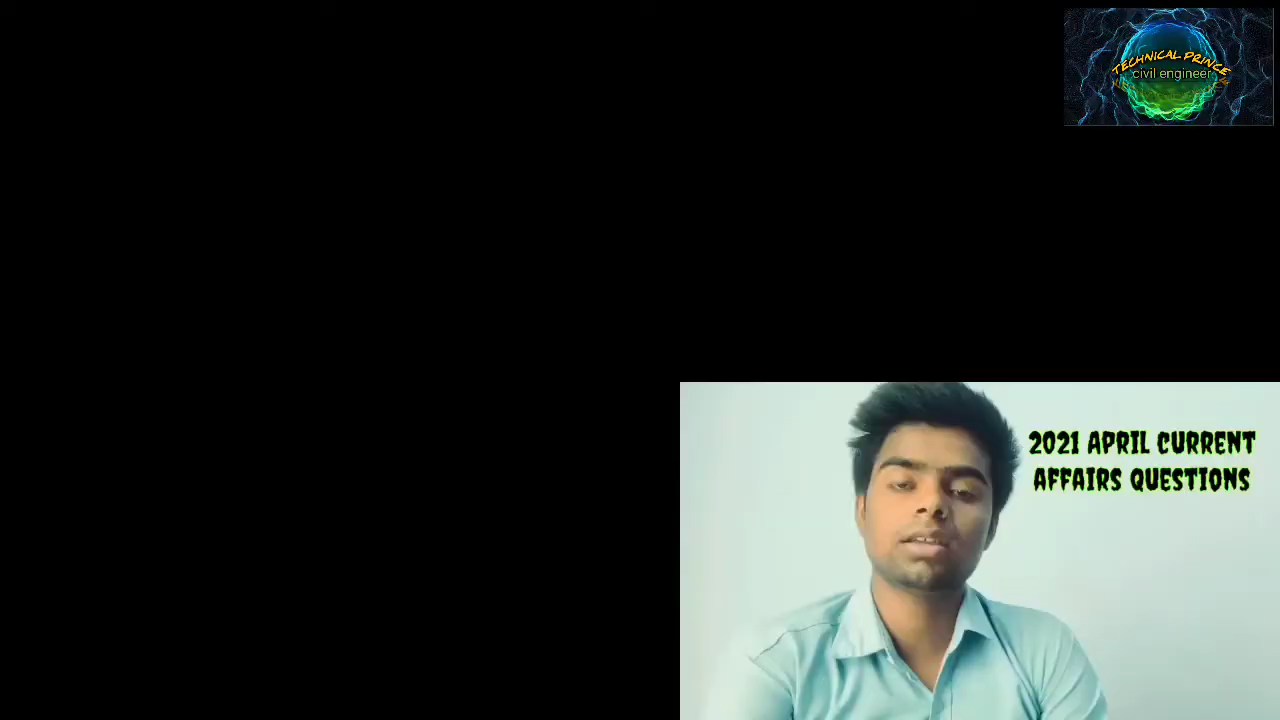 TECHNICAL PRINCE
civil engineer
2021 APRIL CURRENT
AFFAIRS QUESTIONS